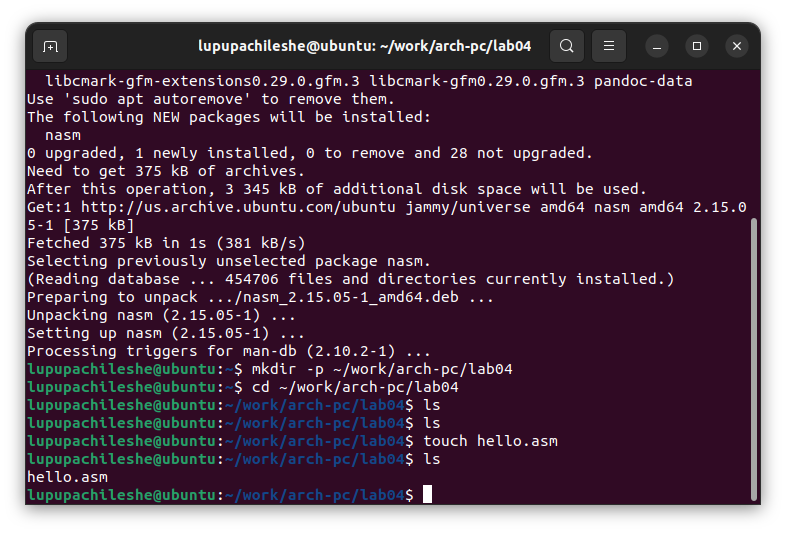 lupupachileshe@ubuntu: ~/work/arch-pc/lab04
  libcmark-gfm-extensions0.29.0.gfm.3 libcmark-gfm0.29.0.gfm.3 pandoc-data
Use 'sudo apt autoremove' to remove them.
The following NEW packages will be installed:
  nasm
0 upgraded, 1 newly installed, 0 to remove and 28 not upgraded.
Need to get 375 kB of archives.
After this operation, 3 345 kB of additional disk space will be used.
Get:1 http://us.archive.ubuntu.com/ubuntu jammy/universe amd64 nasm amd64 2.15.0
5-1 [375 kB]
Fetched 375 kB in 1s (381 kB/s)
Selecting previously unselected package nasm.
(Reading database ... 454706 files and directories currently installed.)
Preparing to unpack .../nasm_2.15.05-1_amd64.deb ...
Unpacking nasm (2.15.05-1) ...
Setting up nasm (2.15.05-1) ...
Processing triggers for man-db (2.10.2-1) ...
lupupachileshe@ubuntu:~$ mkdir -p ~/work/arch-pc/lab04
lupupachileshe@ubuntu:~$ cd ~/work/arch-pc/lab04
lupupachileshe@ubuntu:~/work/arch-pc/lab04$ ls
lupupachileshe@ubuntu:~/work/arch-pc/lab04$ ls
lupupachileshe@ubuntu:~/work/arch-pc/lab04$ touch hello.asm
lupupachileshe@ubuntu:~/work/arch-pc/lab04$ ls
hello.asm
lupupachileshe@ubuntu:~/work/arch-pc/lab04$